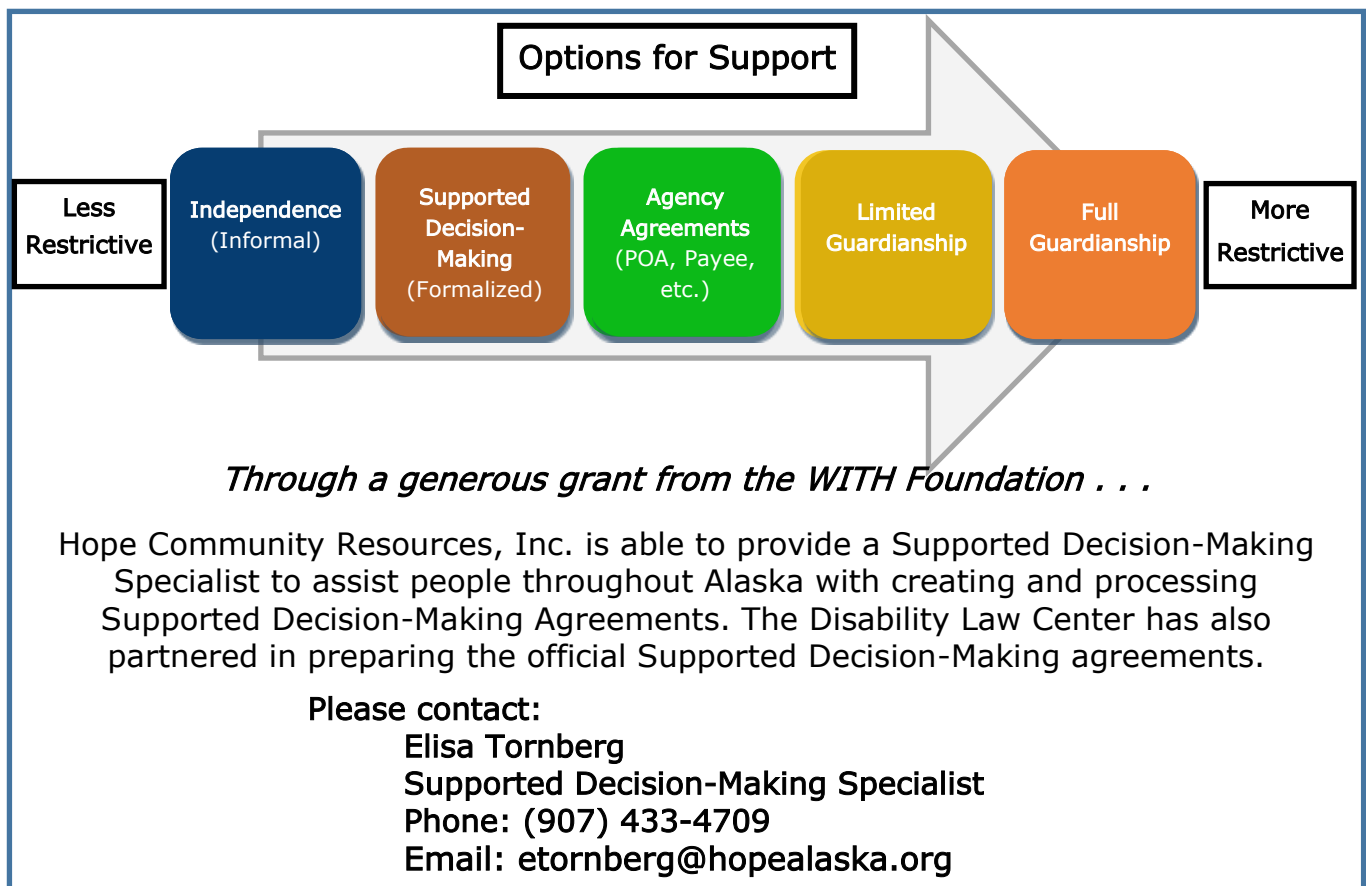 Options for Support
Less
Restrictive
Independence
(Informal)
Supported
Decision-
Making
(Formalized)
Agency
Agreements
(POA, Payee,
etc.)
Limited
Guardianship
Full
Guardianship
More
Restrictive
Through a generous grant from the WITH Foundation . . .
Hope Community Resources, Inc. is able to provide a Supported Decision-Making
Specialist to assist people throughout Alaska with creating and processing
Supported Decision-Making Agreements. The Disability Law Center has also
partnered in preparing the official Supported Decision-Making agreements.
Please contact:
Elisa Tornberg
Supported Decision-Making Specialist
Phone: (907) 433-4709
Email: etornberg@hopealaska.org